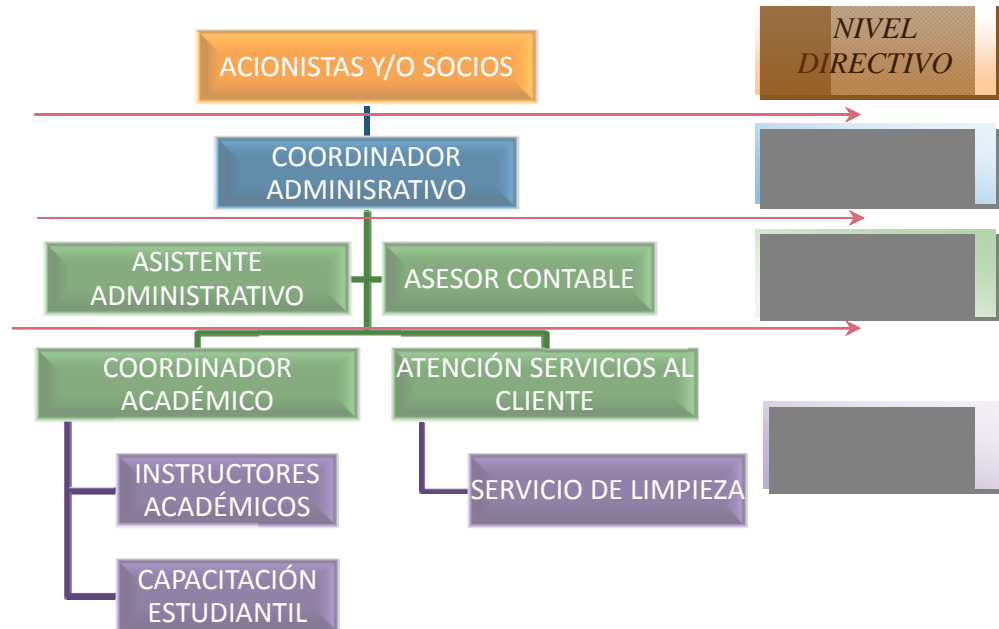 ACIONISTAS Y/O SOCIOS
NIVEL
DIRECTIVO
COORDINADOR
ADMINISRATIVO
ASISTENTE
ADMINISTRATIVO
ASESOR CONTABLE
COORDINADOR
ACADÉMICO
ATENCIÓN SERVICIOS AL
CLIENTE
INSTRUCTORES
ACADÉMICOS
SERVICIO DE LIMPIEZA
CAPACITACIÓN
ESTUDIANTIL